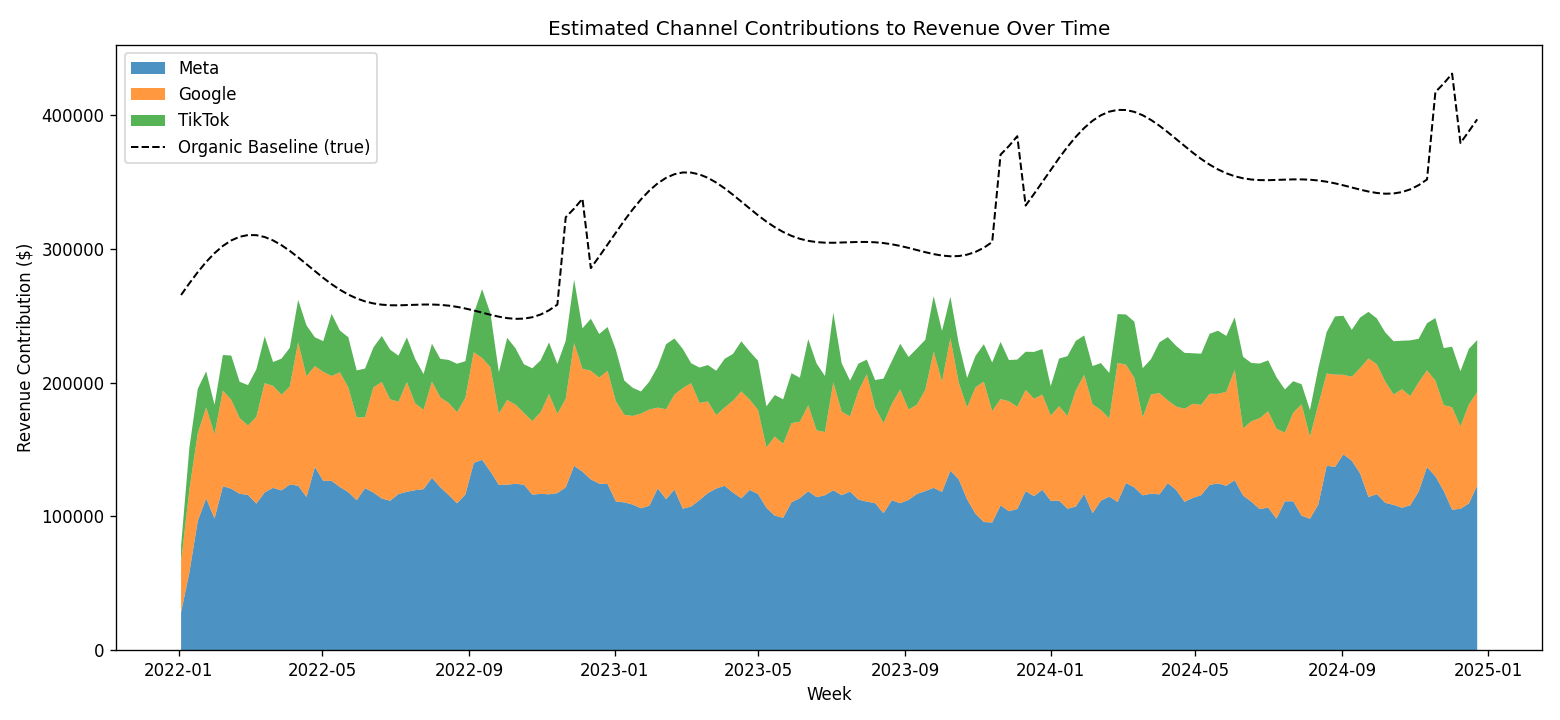 Estimated Channel Contributions to Revenue Over Time
Meta
Google
TikTok
Organic Baseline (true)
Revenue Contribution ($)
400000
300000
200000
100000
0
2022-01 2022-05 2022-09 2023-01 2023-05 2023-09 2024-01 2024-05 2024-09 2025-01
Week